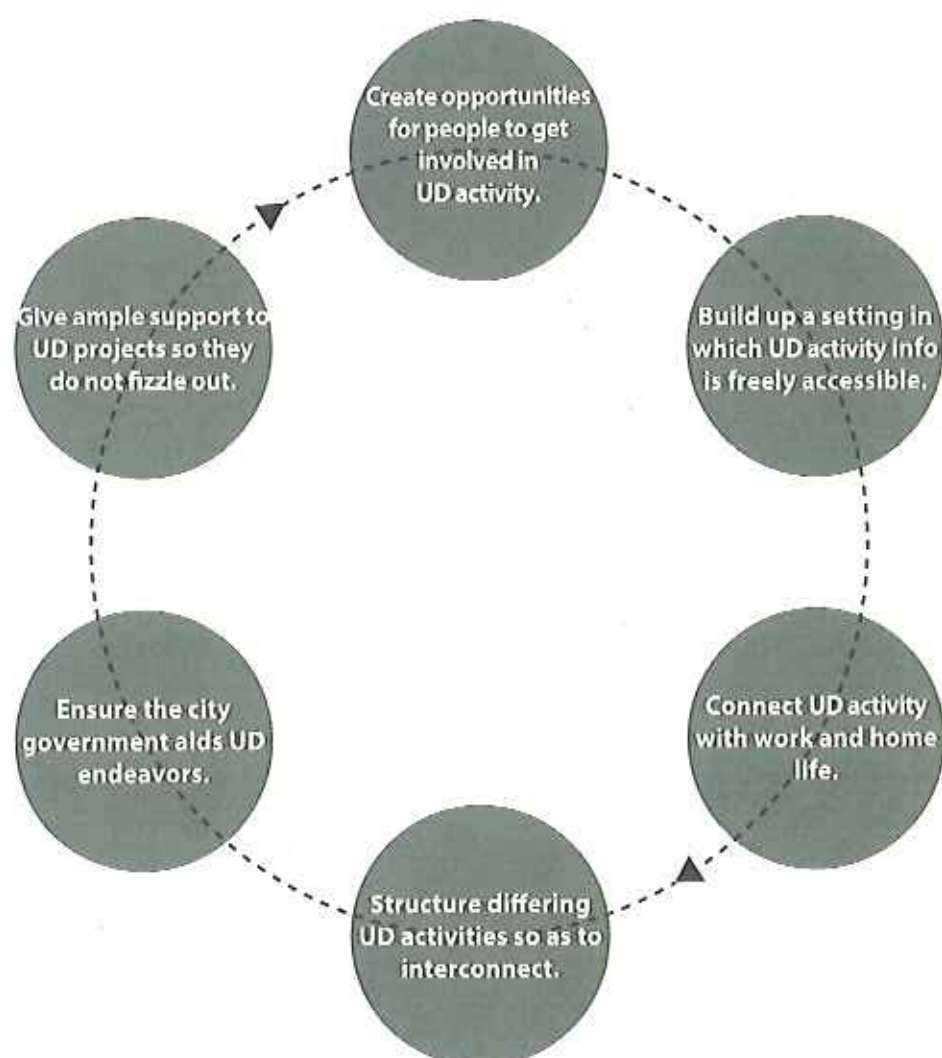 Create opportunities
for people to get
involved in
UD activity.
Build up a setting in
which UD activity info
is freely accessible.
Connect UD activity
with work and home
life.
Structure differing
UD activities so as to
interconnect.
Ensure the city
government aids UD
endeavors.
Give ample support to
UD projects so they
do not fizzle out.